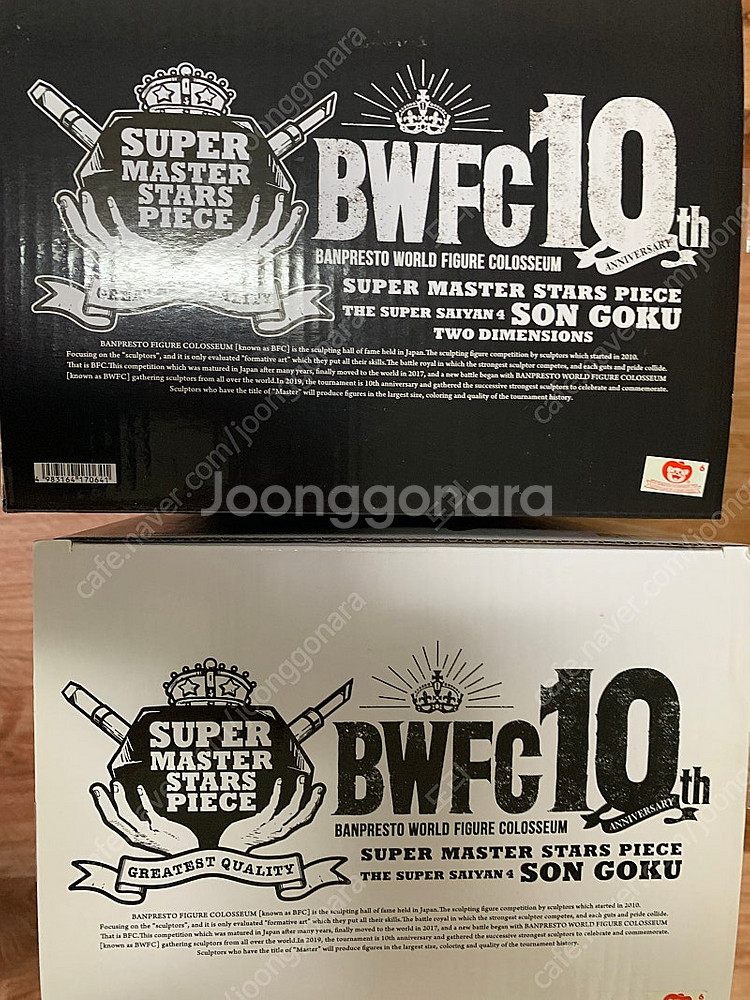 SUPER
MASTER
STARS
PIECE
GREATEST QUALITY
BWFC 10th
ANNIVERSARY
BANPRESTO WORLD FIGURE COLOSSEUM
SUPER MASTER STARS PIECE
THE SUPER SAIYAN 4 SON GOKU
TWO DIMENSIONS
BANPRESTO FIGURE COLOSSEUM [known as BFC] is the sculpting hall of fame held in Japan.The sculpting figure competition by sculptors which started in 2010.
Focusing on the "sculptors", and it is only evaluated "formative art" which they put all their skills.The battle royal in which the strongest sculptor competes, and each guts and pride collide.
That is BFC.This competition which was matured in Japan after many years, finally moved to the world in 2017, and a new battle began with BANPRESTO WORLD FIGURE COLOSSEUM
[known as BWFC] gathering sculptors from all over the world.In 2019, the tournament is 10th anniversary and gathered the successive strongest sculptors to celebrate and commemorate.
Sculptors who have the title of "Master" will produce figures in the largest size, coloring and quality of the tournament history.
4 983164 170641
6
Joonggonara
cafe.naver.com/joonggonara
SUPER
MASTER
STARS
PIECE
GREATEST QUALITY
BWFC 10th
ANNIVERSARY
BANPRESTO WORLD FIGURE COLOSSEUM
SUPER MASTER STARS PIECE
THE SUPER SAIYAN 4 SON GOKU
BANPRESTO FIGURE COLOSSEUM [known as BFC] is the sculpting hall of fame held in Japan.The sculpting figure competition by sculptors which started in 2010.
Focusing on the "sculptors", and it is only evaluated "formative art" which they put all their skills.The battle royal in which the strongest sculptor competes, and each guts and pride collide.
That is BFC.This competition which was matured in Japan after many years, finally moved to the world in 2017, and a new battle began with BANPRESTO WORLD FIGURE COLOSSEUM
[known as BWFC] gathering sculptors from all over the world.In 2019, the tournament is 10th anniversary and gathered the successive strongest sculptors to celebrate and commemorate.
Sculptors who have the title of "Master" will produce figures in the largest size, coloring and quality of the tournament history.